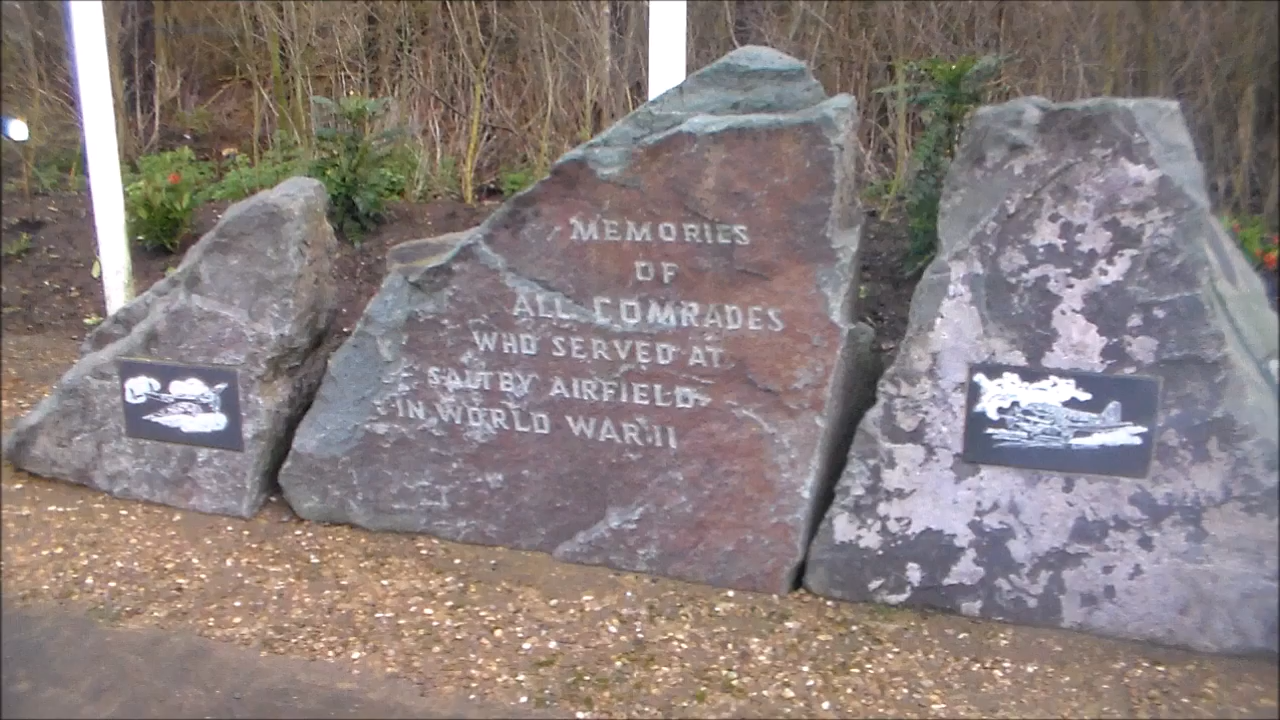 MEMORIES
OF
ALL COMRADES
WHO SERVED AT
SALTBY AIRFIELD
IN WORLD WAR II